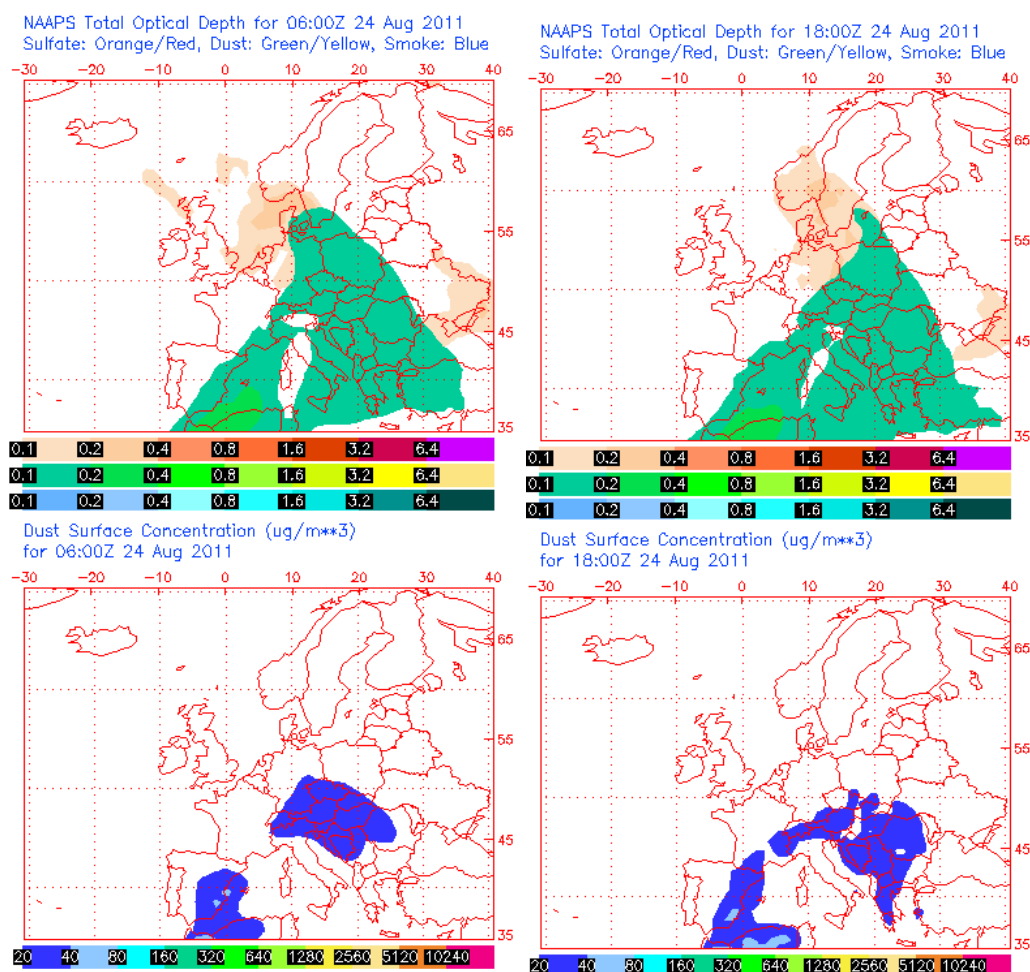 NAAPS Total Optical Depth for 06:00Z 24 Aug 2011
Sulfate: Orange/Red, Dust: Green/Yellow, Smoke: Blue
-30 -20 -10 0 10 20 30 40
65
55
45
35
0.1 0.2 0.4 0.8 1.6 3.2 6.4
0.1 0.2 0.4 0.8 1.6 3.2 6.4
0.1 0.2 0.4 0.8 1.6 3.2 6.4
NAAPS Total Optical Depth for 18:00Z 24 Aug 2011
Sulfate: Orange/Red, Dust: Green/Yellow, Smoke: Blue
-30 -20 -10 0 10 20 30 40
65
55
45
35
0.1 0.2 0.4 0.8 1.6 3.2 6.4
0.1 0.2 0.4 0.8 1.6 3.2 6.4
0.1 0.2 0.4 0.8 1.6 3.2 6.4
Dust Surface Concentration (ug/m**3)
for 06:00Z 24 Aug 2011
-30 -20 -10 0 10 20 30 40
65
55
45
35
20 40 80 160 320 640 1280 2560 5120 10240
Dust Surface Concentration (ug/m**3)
for 18:00Z 24 Aug 2011
-30 -20 -10 0 10 20 30 40
65
55
45
35
20 40 80 160 320 640 1280 2560 5120 10240